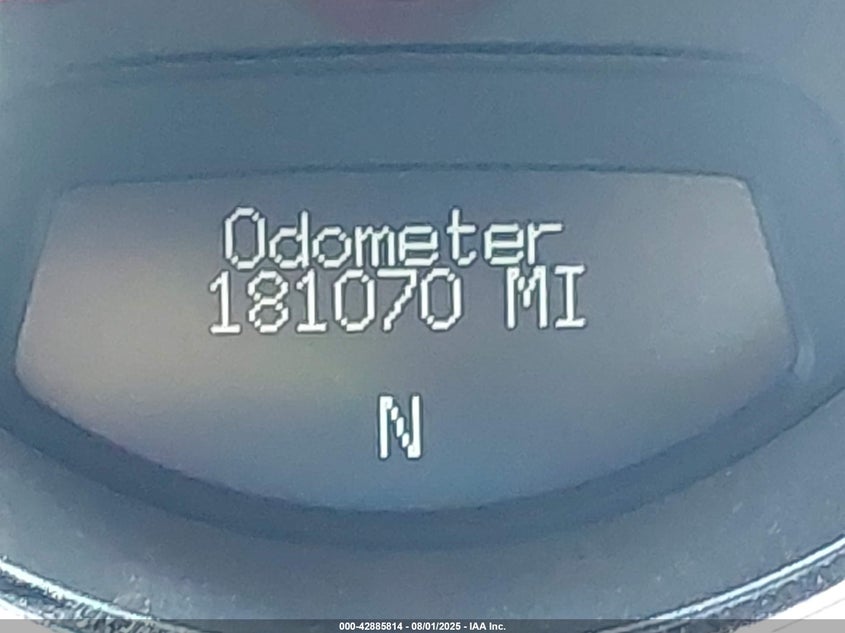 Odometer
181070 MI
N
000-42885814 - 08/01/2025 - IAA Inc.